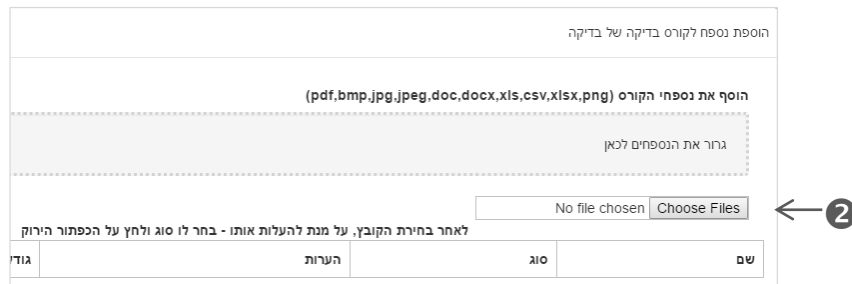 הוספת נספח לקורס בדיקה של בדיקה
הוסף את נספחי הקורס (pdf,bmp,jpg,jpeg,doc,docx,xls,csv,xlsx,png)
גרור את הנספחים לכאן
Choose Files No file chosen
2
לאחר בחירת הקובץ, על מנת להעלות אותו - בחר לו סוג ולחץ על הכפתור הירוק
שם סוג הערות גודל